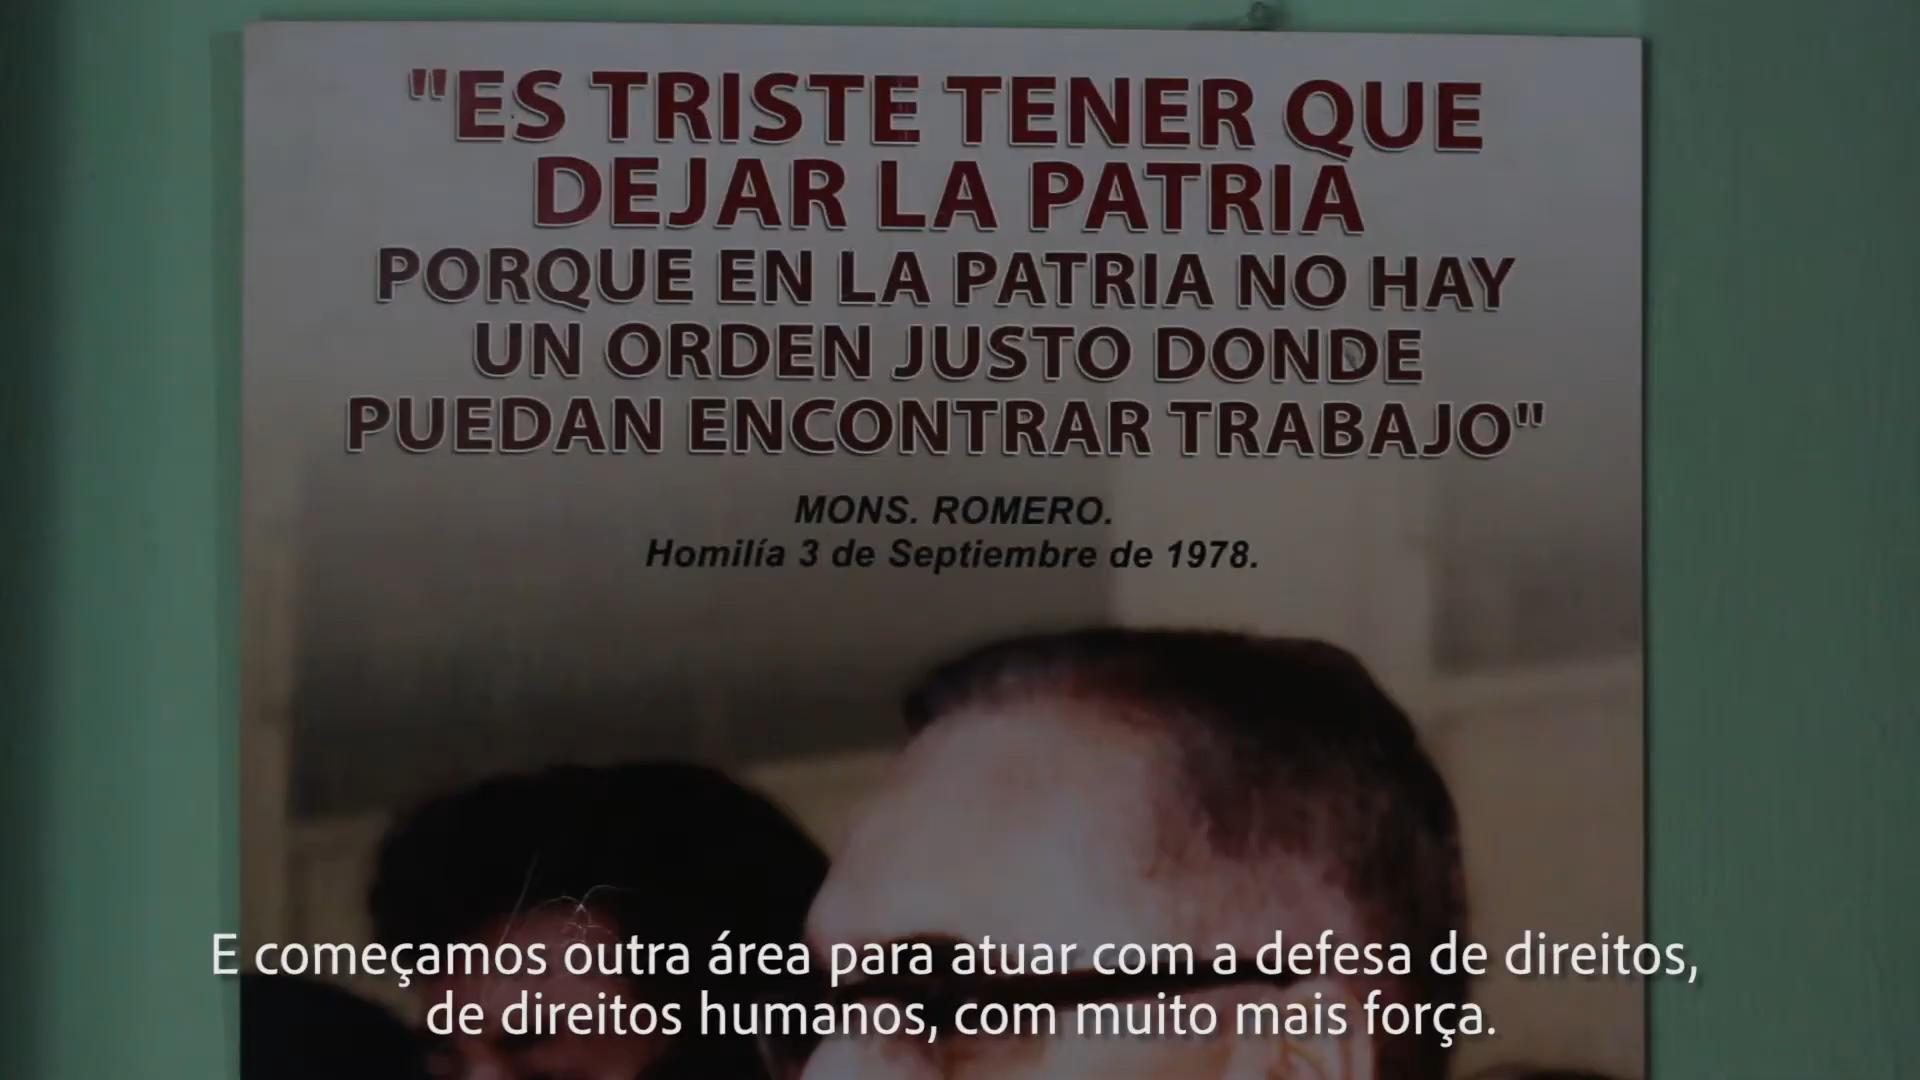 "ES TRISTE TENER QUE
DEJAR LA PATRIA
PORQUE EN LA PATRIA NO HAY
UN ORDEN JUSTO DONDE
PUEDAN ENCONTRAR TRABAJO"
MONS. ROMERO.
Homilía 3 de Septiembre de 1978.
E começamos outra área para atuar com a defesa de direitos,
de direitos humanos, com muito mais força.